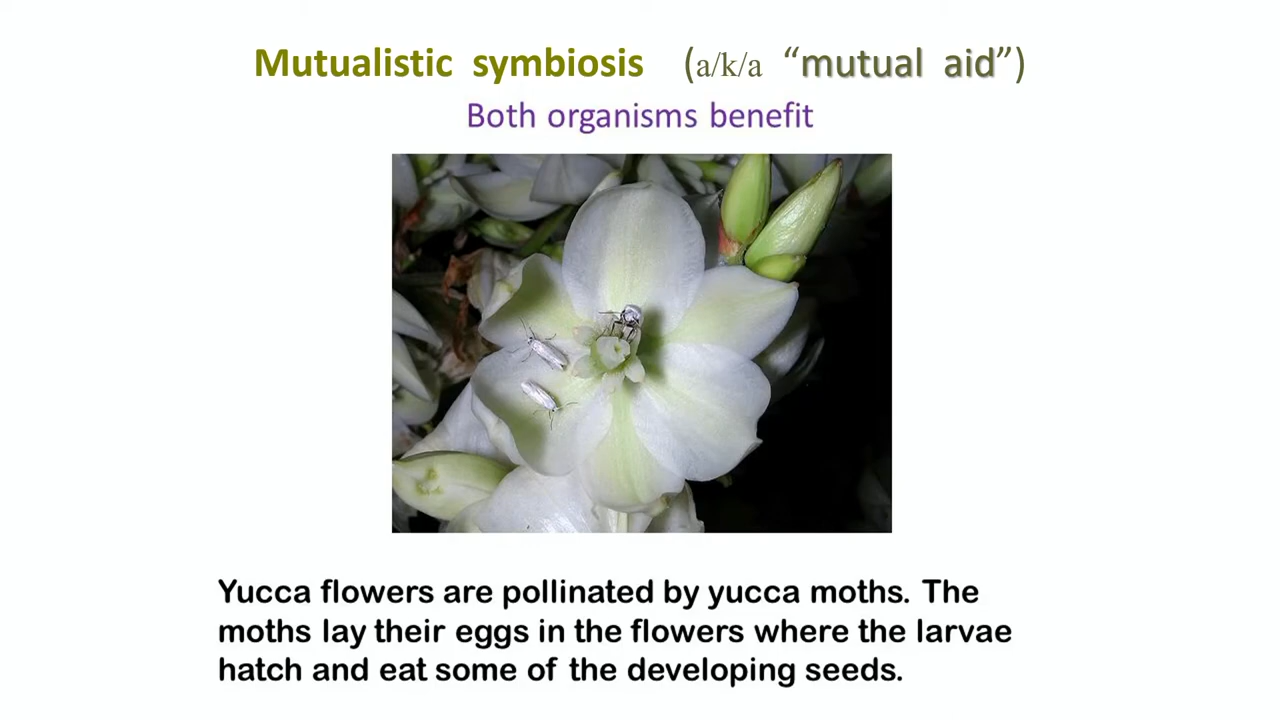 Mutualistic symbiosis (a/k/a “mutual aid”)
Both organisms benefit
Yucca flowers are pollinated by yucca moths. The
moths lay their eggs in the flowers where the larvae
hatch and eat some of the developing seeds.